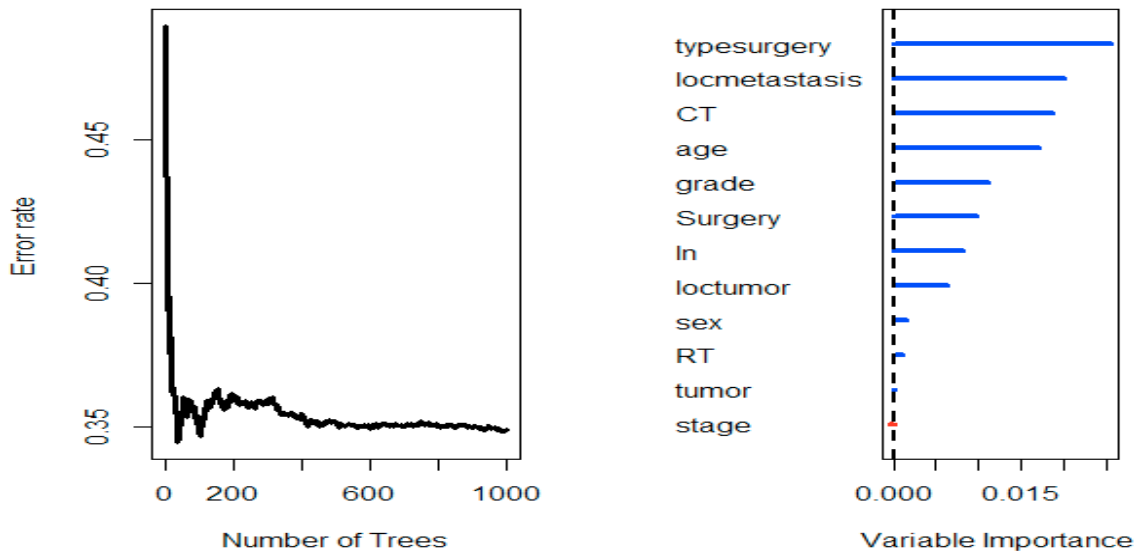 Error rate
0.45
0.40
0.35
0 200 600 1000
Number of Trees
typesurgery
locmetastasis
CT
age
grade
Surgery
ln
loctumor
sex
RT
tumor
stage
0.000 0.015
Variable Importance